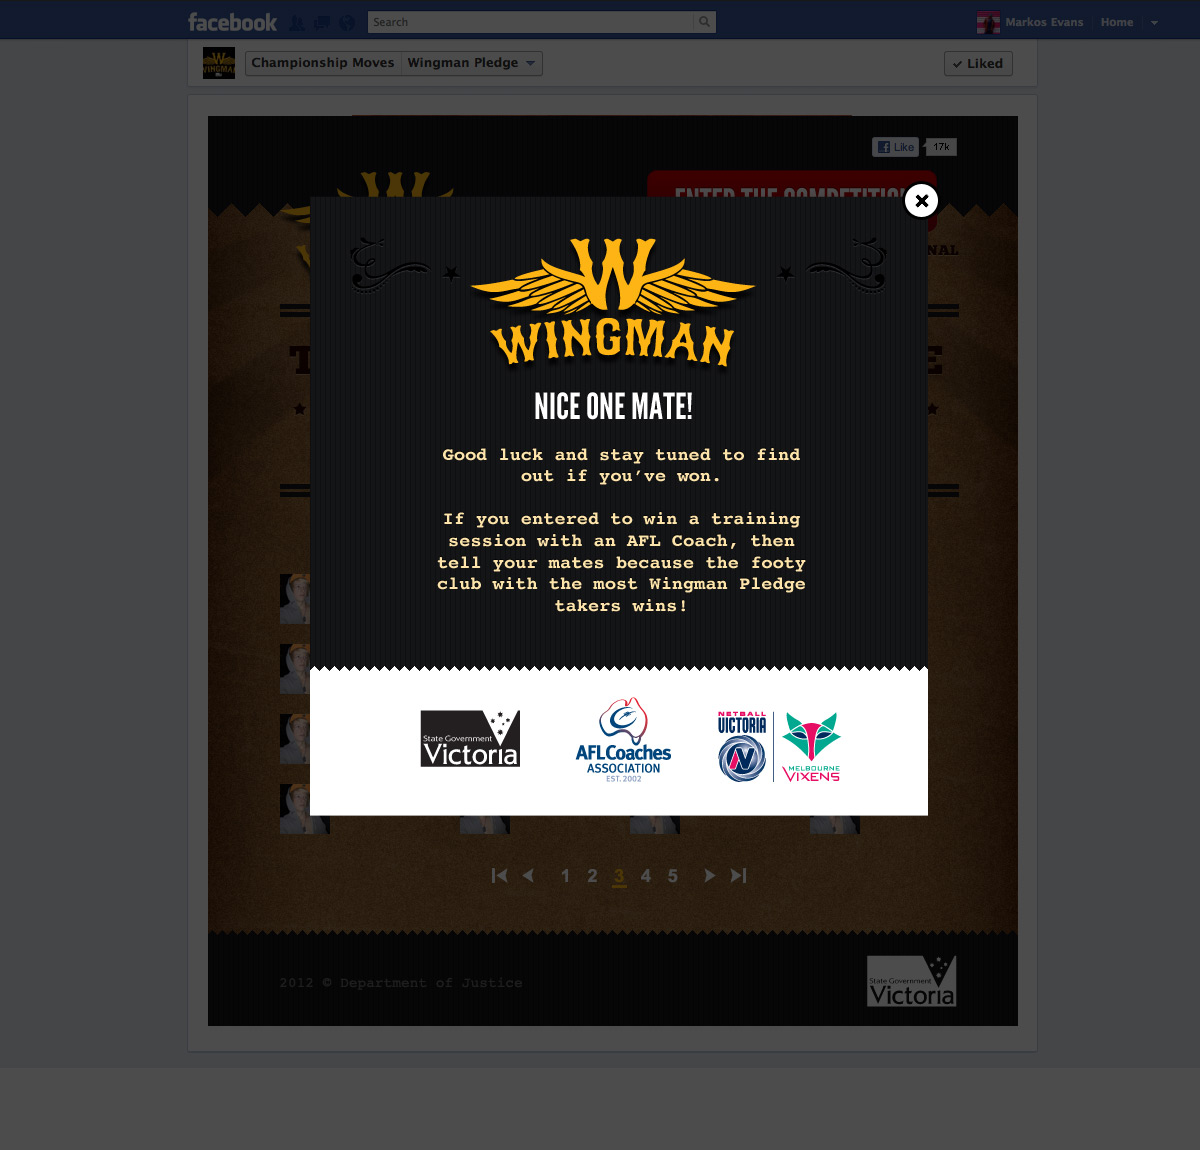 facebook
Search
Markos Evans
Home
WINGMAN
Championship Moves
Wingman Pledge
Liked
Like
17k
ENTER THE COMPETITION
W
WINGMAN
NICE ONE MATE!
Good luck and stay tuned to find
out if you’ve won.
If you entered to win a training
session with an AFL Coach, then
tell your mates because the footy
club with the most Wingman Pledge
takers wins!
State Government
Victoria
AFLCoaches
ASSOCIATION
EST. 2002
NETBALL
VICTORIA
MELBOURNE
VIXENS
1 2 3 4 5
2012 © Department of Justice
State Government
Victoria